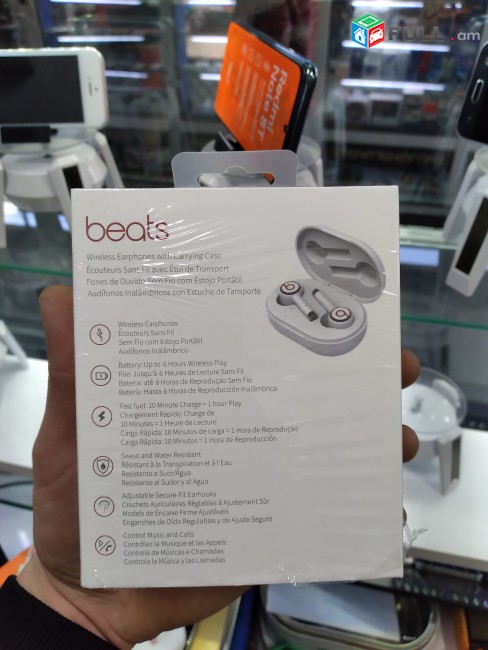 FULL.am
Redmi
Note 8T
beats
Wireless Earphones with Carrying Case
Écouteurs Sans Fil avec Étui de Transport
Fones de Ouvido Sem Fio com Estojo Portátil
Audífonos Inalámbricos con Estuche de Tansporte
Wireless Earphones
Écouteurs Sans Fil
Sem Fio com Estojo Portátil
Audífonos Inalámbrico
Battery: Up to 6 Hours Wireless Play
Pile: Jusqu'à 6 Heures de Lecture Sans Fil
Bateria: até 6 Horas de Reprodução Sem Fio
Batería: Hasta 6 Horas de Reproducción Inalámbrica
Fast fuel: 10 Minute Charge = 1 hour Play
Chargement Rapide: Charge de
10 Minutes = 1 Heure de Lecture
Carga Rápida: 10 Minutos de carga = 1 Hora de Reprodução
Carga Rápida: 10 Minutos = 1 Hora de Reproducción
Sweat and Water Resistant
Résistant à la Transpiration et à l'Eau
Resistente a Suor/Água
Resistente al Sudor y al Agua
Adjustable Secure-Fit Earhooks
Crochets Auriculaires Réglables à Ajustement Sûr
Models de Encaixe Firme Ajustáveis
Enganches de Oído Regulables y de Ajuste Seguro
Control Music and Calls
Contrôlez la Musique et les Appels
Controle de Músicas e Chamadas
Controla la Música y las Llamadas